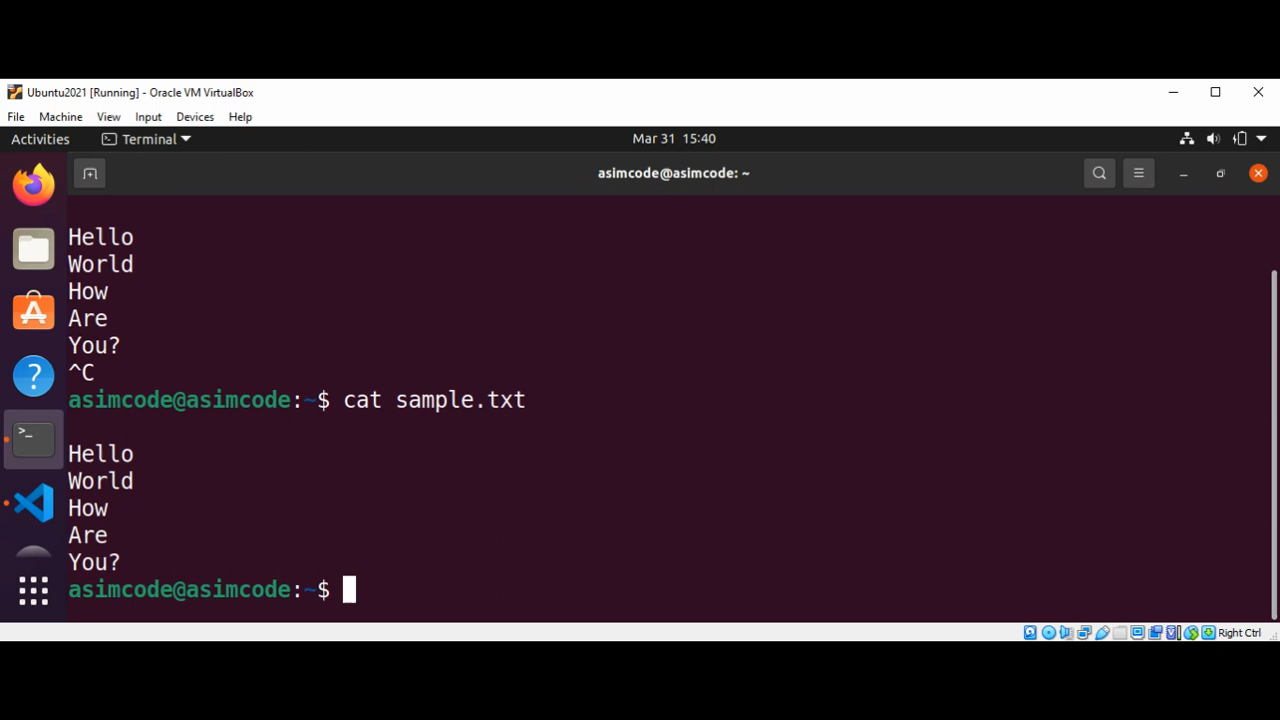 Ubuntu2021 [Running] - Oracle VM VirtualBox
File Machine View Input Devices Help
Activities Terminal Mar 31 15:40
asimcode@asimcode: ~
Hello
World
How
Are
You?
^C
asimcode@asimcode:~$ cat sample.txt
Hello
World
How
Are
You?
asimcode@asimcode:~$
Right Ctrl